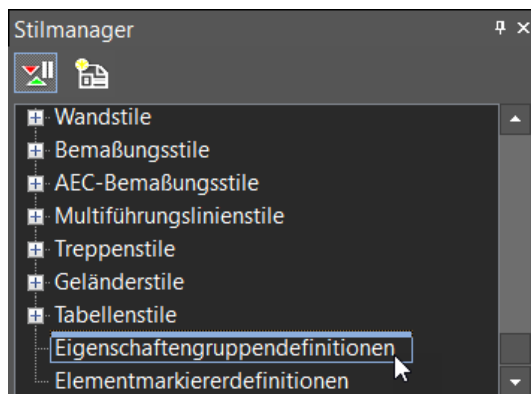 Stilmanager
Wandstile
Bemaßungsstile
AEC-Bemaßungsstile
Multiführungslinienstile
Treppenstile
Geländerstile
Tabellenstile
Eigenschaftengruppendefinitionen
Elementmarkiererdefinitionen